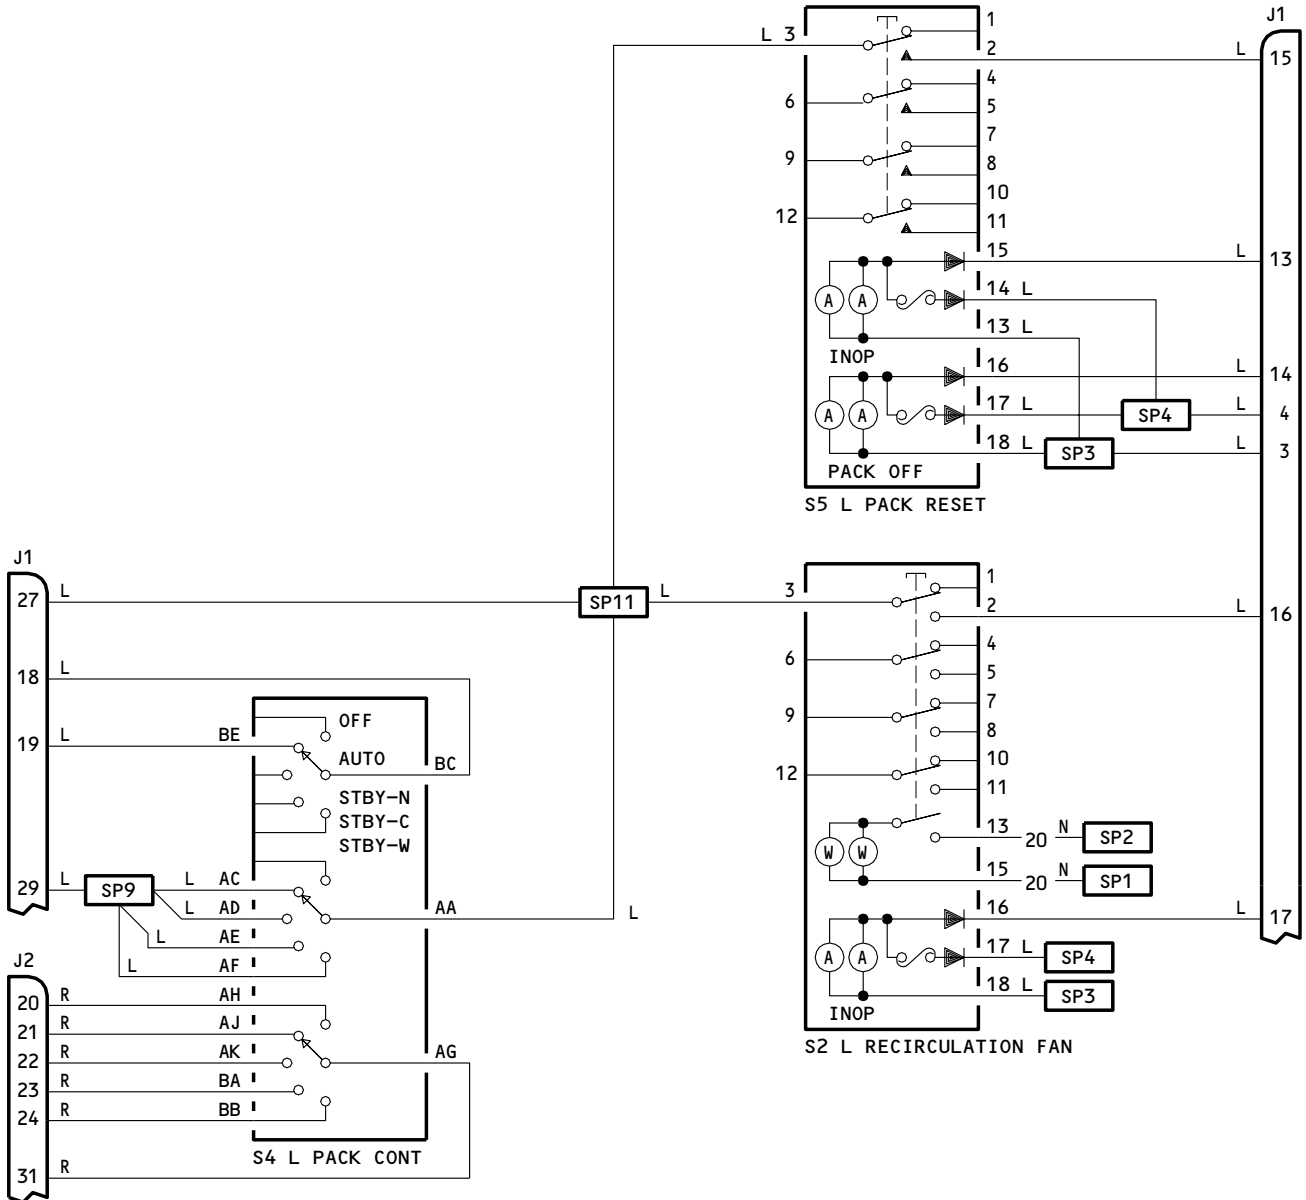 J1
1
L 3
2
L
15
4
6
5
7
9
8
10
12
11
15
L
13
14 L
A
A
13 L
INOP
16
L
14
17 L
SP4
L
4
A
A
18 L
SP3
L
3
PACK OFF
S5 L PACK RESET
J1
27
L
SP11
L
3
1
2
L
16
4
6
5
7
9
8
10
12
11
13
20
N
SP2
W
W
15
20
N
SP1
16
L
17
17 L
SP4
A
A
18 L
SP3
INOP
S2 L RECIRCULATION FAN
18
L
19
L
BE
OFF
AUTO
BC
STBY-N
STBY-C
STBY-W
29
L
SP9
L
AC
L
AD
AA
L
L
AE
L
AF
J2
20
R
AH
21
R
AJ
22
R
AK
AG
23
R
BA
24
R
BB
S4 L PACK CONT
31
R